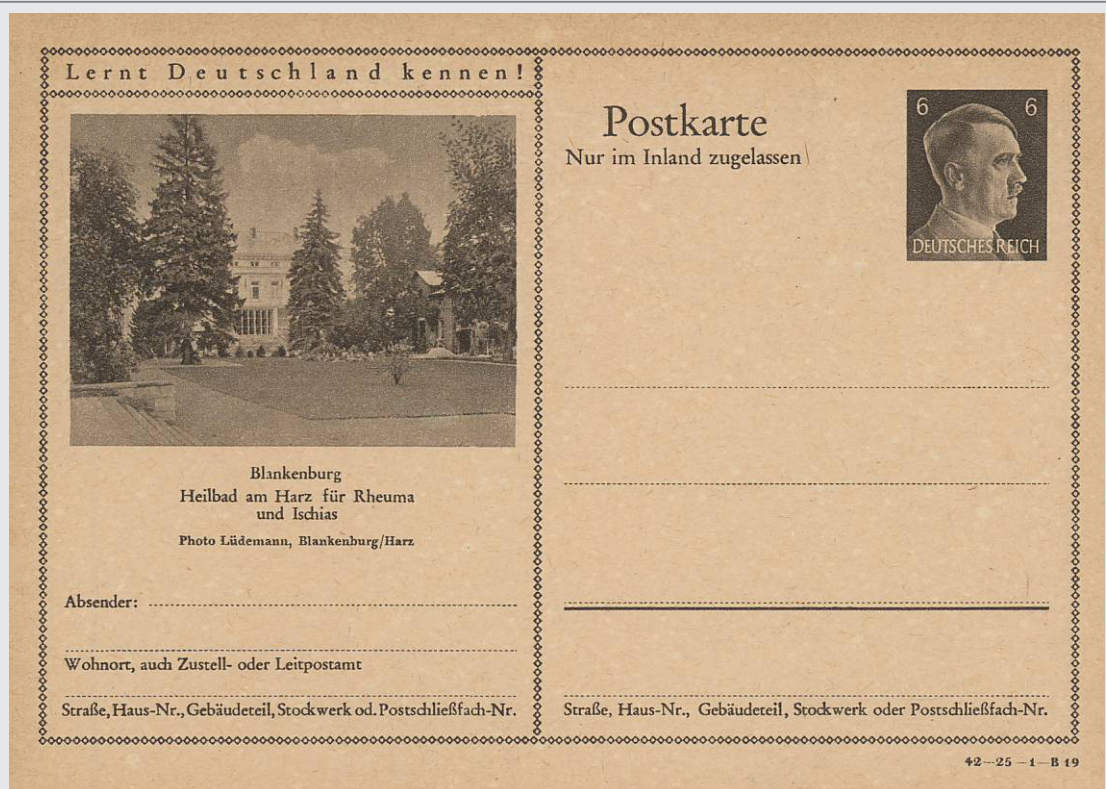 Lernt Deutschland kennen!
Blankenburg
Heilbad am Harz für Rheuma
und Ischias
Photo Lüdemann, Blankenburg/Harz
Absender:
Wohnort, auch Zustell- oder Leitpostamt
Straße, Haus-Nr., Gebäudeteil, Stockwerk od. Postschließfach-Nr.
Postkarte
Nur im Inland zugelassen
6 6
DEUTSCHES REICH
Straße, Haus-Nr., Gebäudeteil, Stockwerk oder Postschließfach-Nr.
42—25—1—B 19